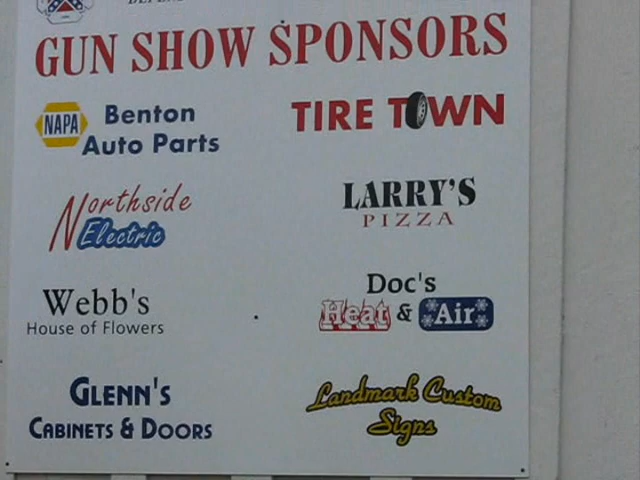 GUN SHOW SPONSORS
NAPA
Benton
Auto Parts
TIRE TOWN
Northside
Electric
LARRY'S
PIZZA
Webb's
House of Flowers
Doc's
Heat & Air
GLENN'S
CABINETS & DOORS
Landmark Custom
Signs